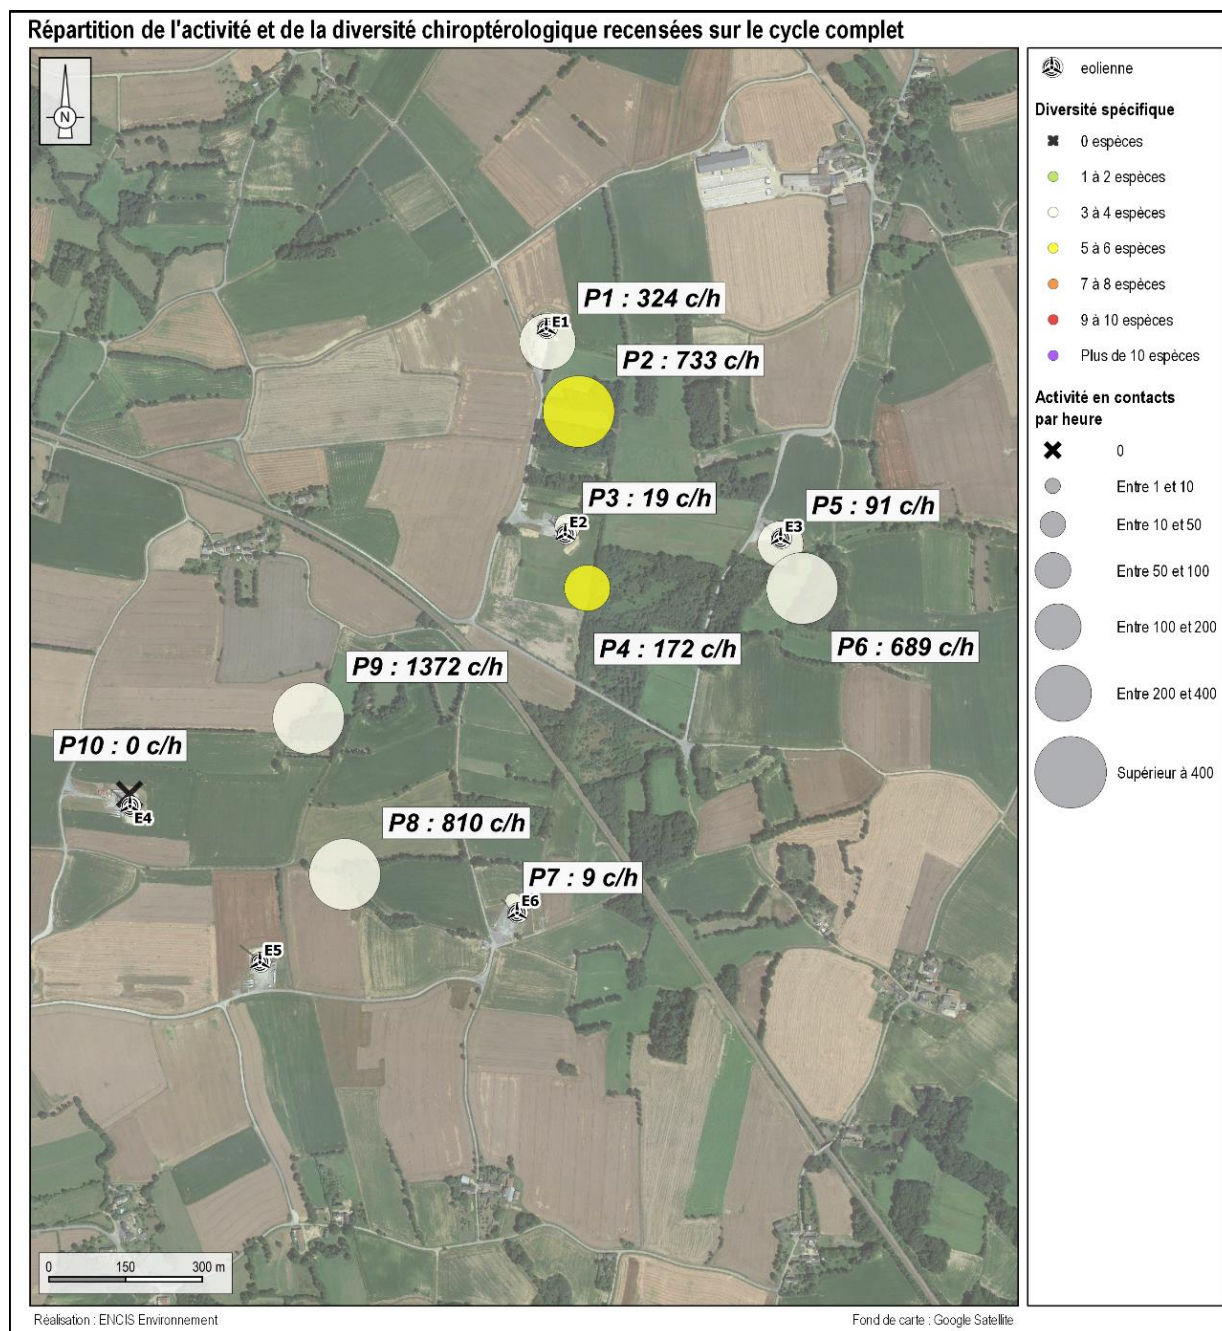 Répartition de l'activité et de la diversité chiroptérologique recensées sur le cycle complet
N
P1 : 324 c/h
E1
P2 : 733 c/h
P3 : 19 c/h
E2
P5 : 91 c/h
E3
P4 : 172 c/h
P6 : 689 c/h
P9 : 1372 c/h
P10 : 0 c/h
E4
P8 : 810 c/h
P7 : 9 c/h
E6
E5
0 150 300 m
eolienne
Diversité spécifique
0 espèces
1 à 2 espèces
3 à 4 espèces
5 à 6 espèces
7 à 8 espèces
9 à 10 espèces
Plus de 10 espèces
Activité en contacts
par heure
0
Entre 1 et 10
Entre 10 et 50
Entre 50 et 100
Entre 100 et 200
Entre 200 et 400
Supérieur à 400
Réalisation : ENCIS Environnement
Fond de carte : Google Satellite